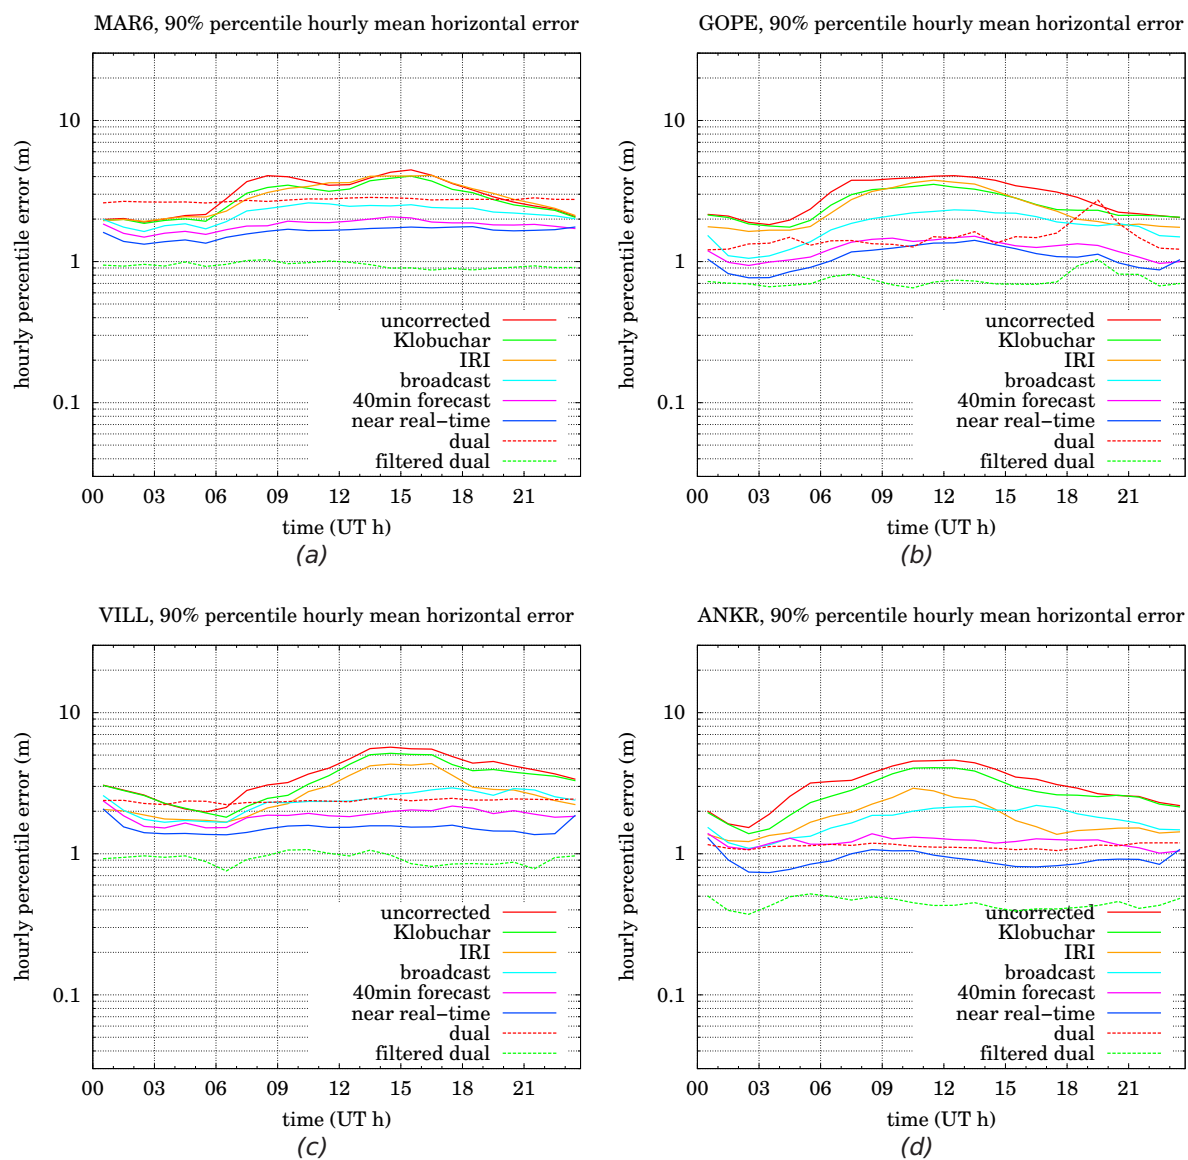 MAR6, 90% percentile hourly mean horizontal error
hourly percentile error (m)
10
1
0.1
uncorrected
Klobuchar
IRI
broadcast
40min forecast
near real−time
dual
filtered dual
00 03 06 09 12 15 18 21
time (UT h)
(a)
GOPE, 90% percentile hourly mean horizontal error
hourly percentile error (m)
10
1
0.1
uncorrected
Klobuchar
IRI
broadcast
40min forecast
near real−time
dual
filtered dual
00 03 06 09 12 15 18 21
time (UT h)
(b)
VILL, 90% percentile hourly mean horizontal error
hourly percentile error (m)
10
1
0.1
uncorrected
Klobuchar
IRI
broadcast
40min forecast
near real−time
dual
filtered dual
00 03 06 09 12 15 18 21
time (UT h)
(c)
ANKR, 90% percentile hourly mean horizontal error
hourly percentile error (m)
10
1
0.1
uncorrected
Klobuchar
IRI
broadcast
40min forecast
near real−time
dual
filtered dual
00 03 06 09 12 15 18 21
time (UT h)
(d)